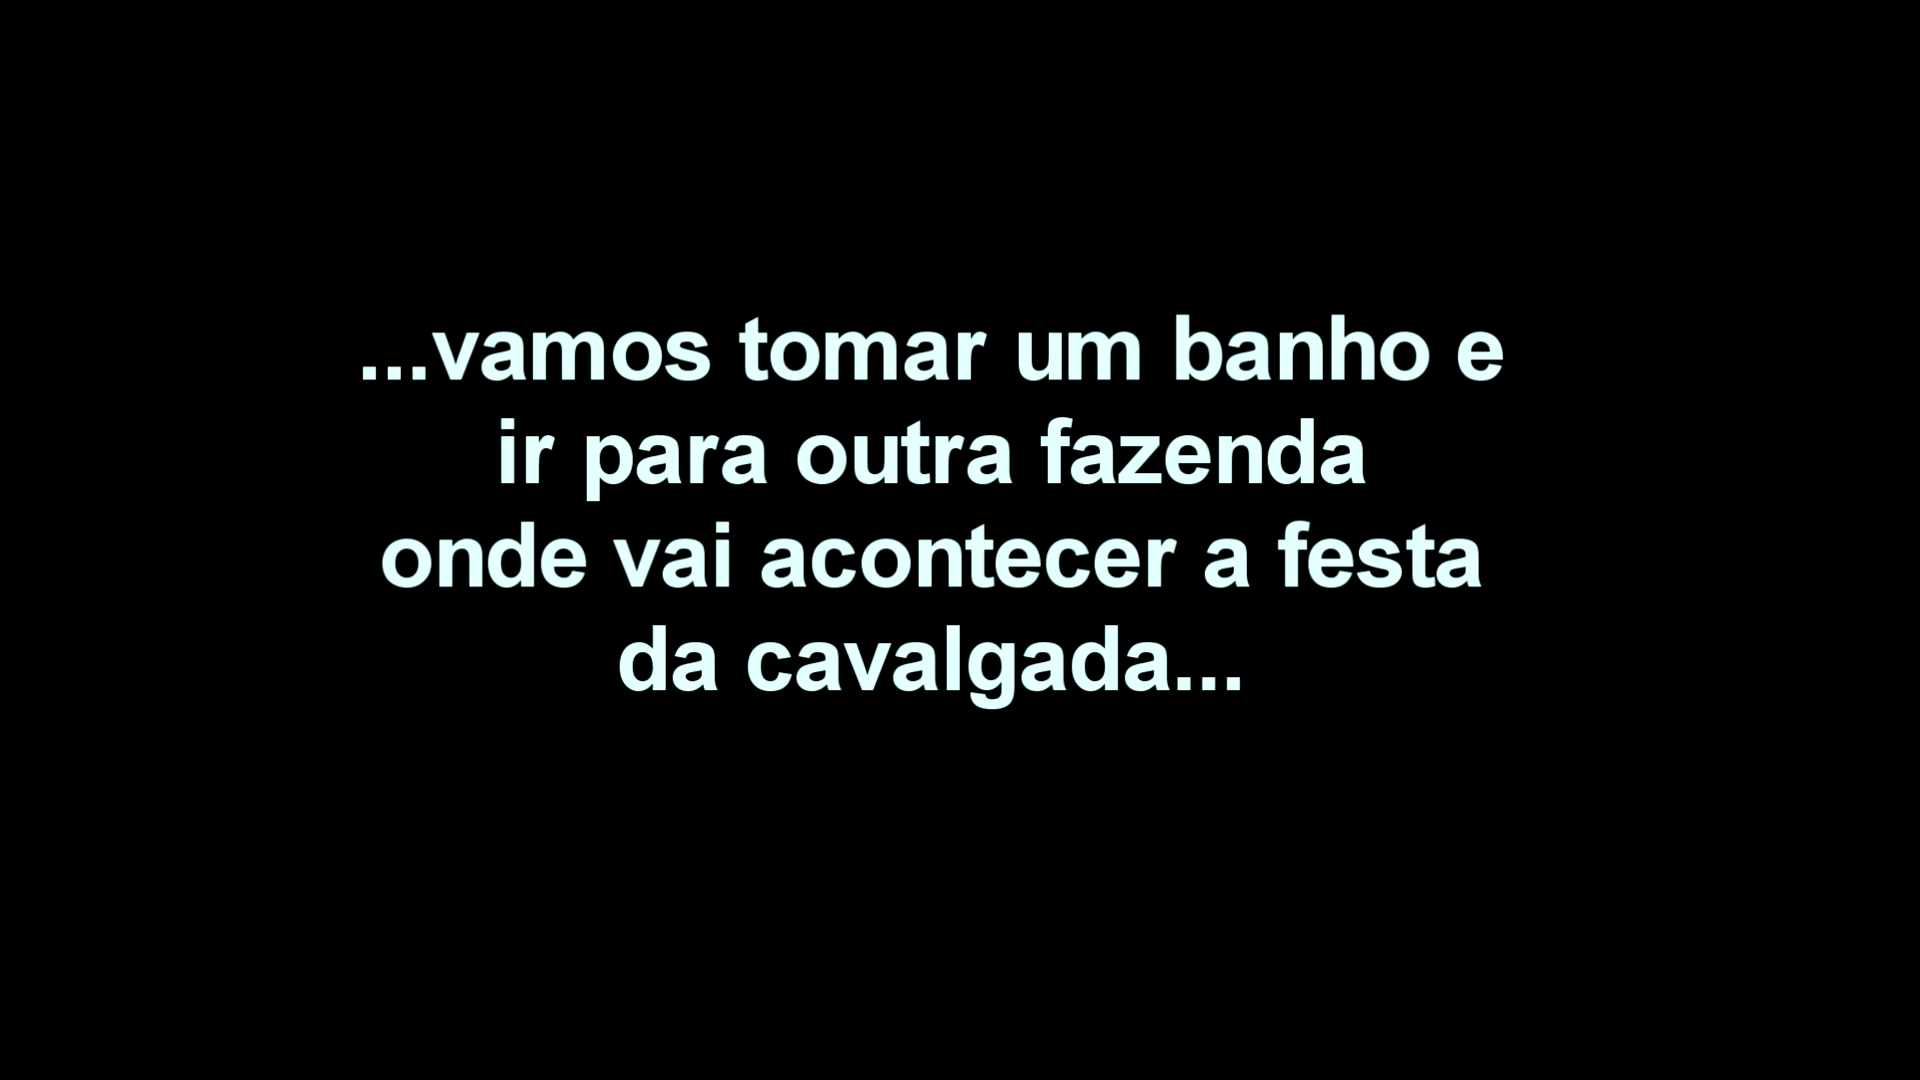 ...vamos tomar um banho e
ir para outra fazenda
onde vai acontecer a festa
da cavalgada...